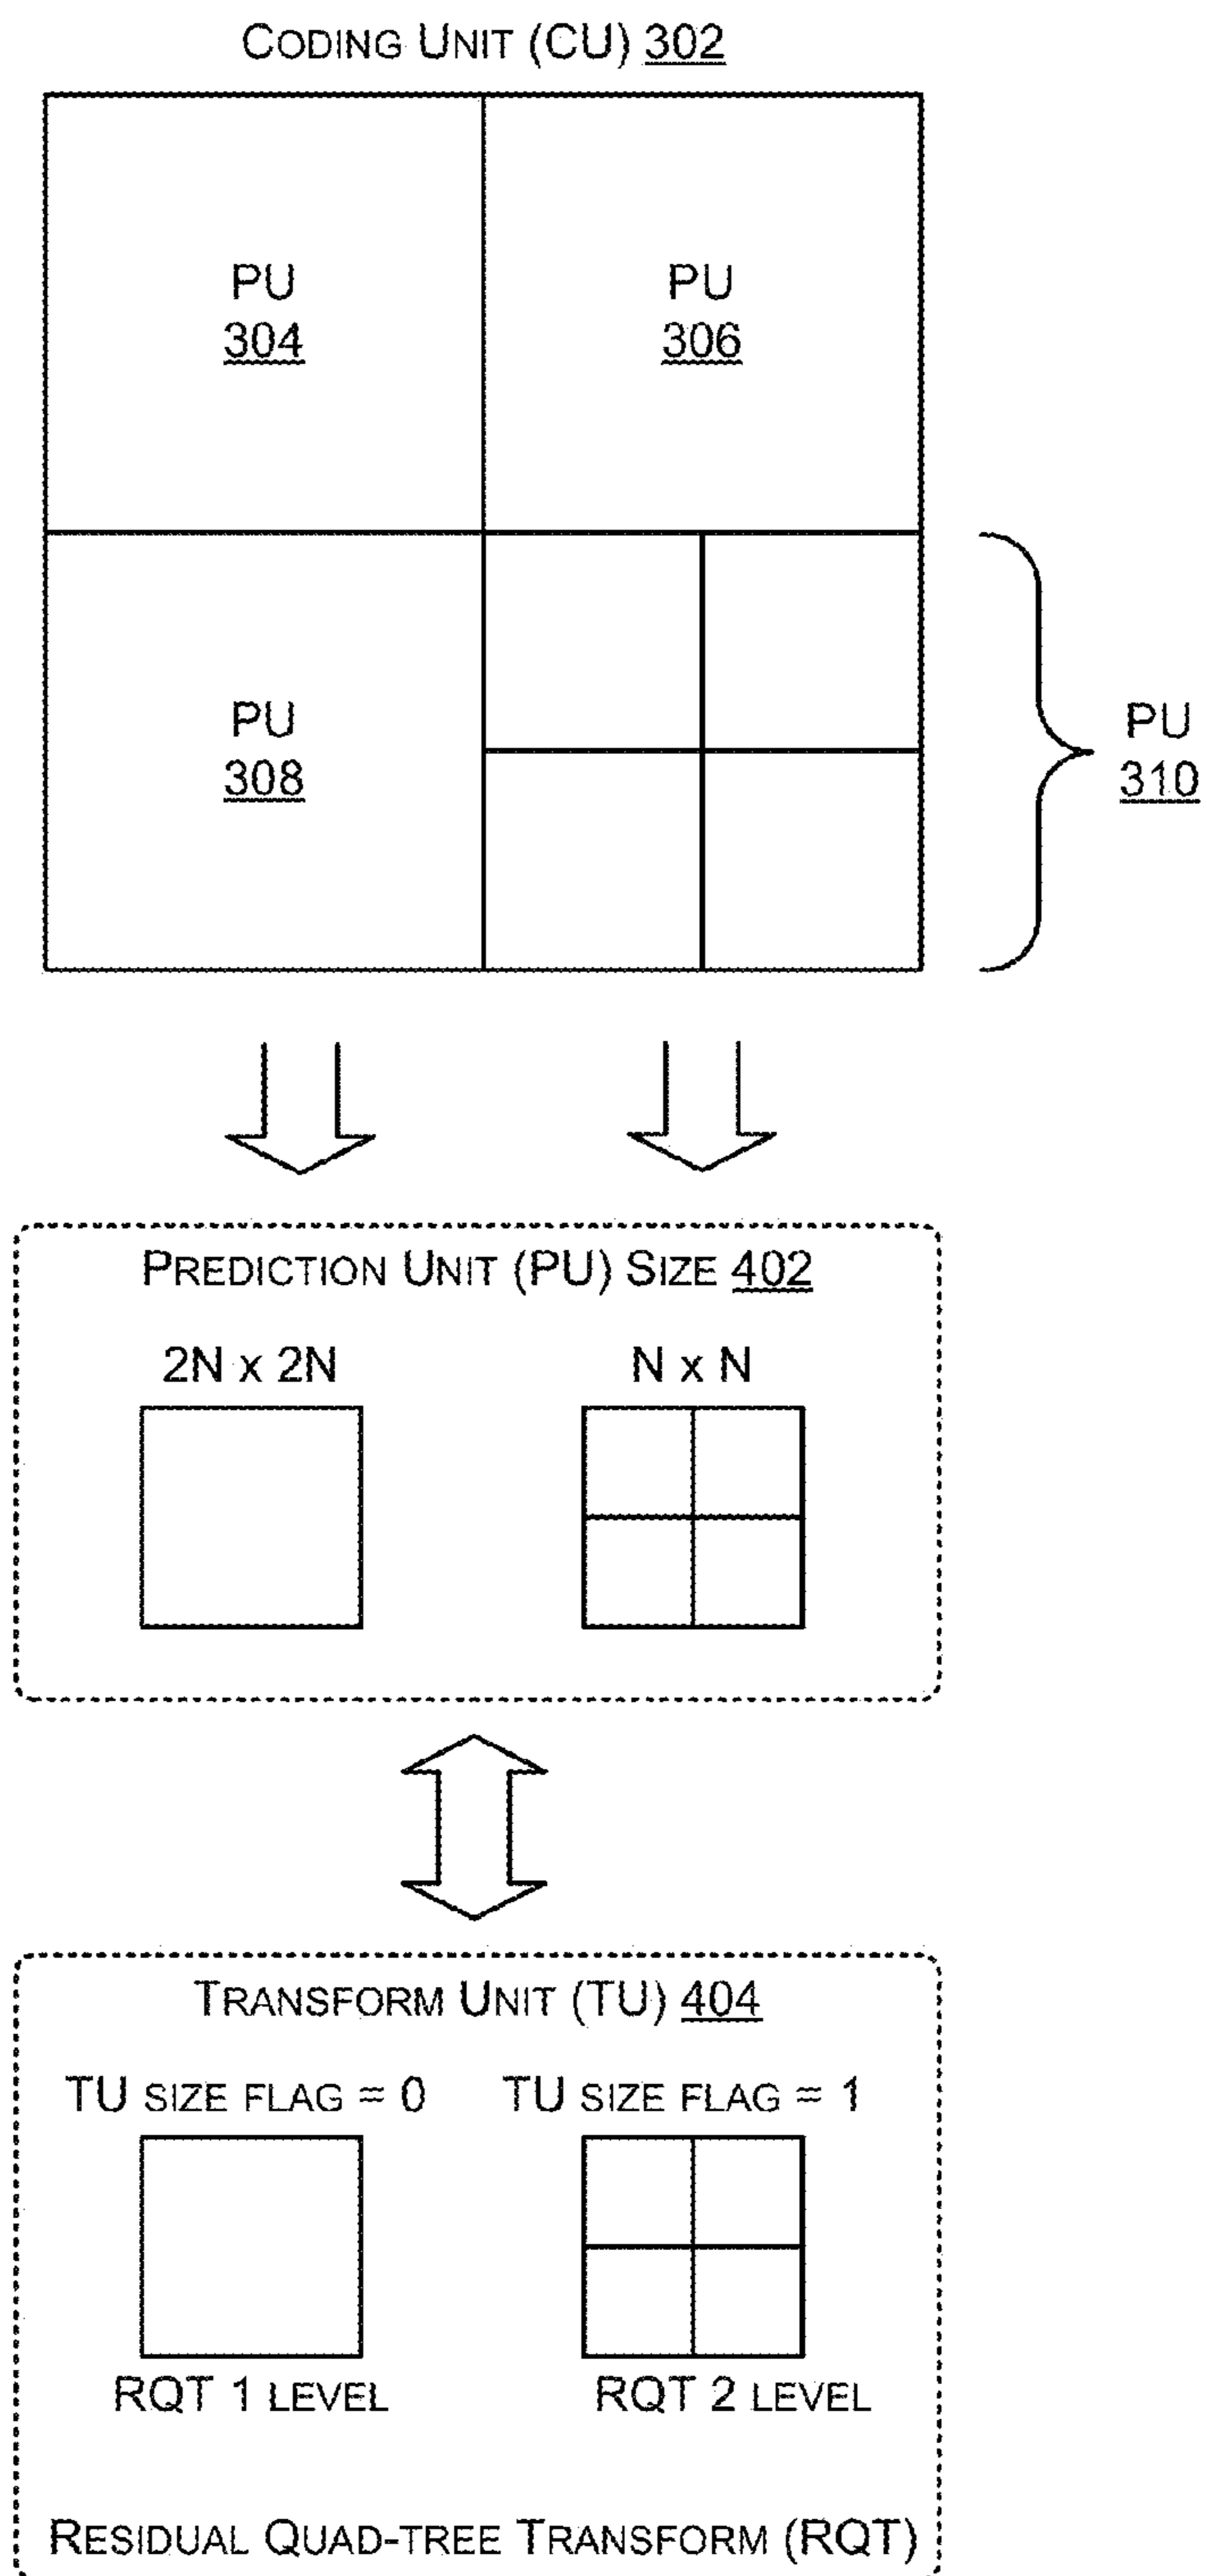 CODING UNIT (CU) 302
PU
304
PU
306
PU
308
PU
310
PREDICTION UNIT (PU) SIZE 402
2N x 2N
N x N
TRANSFORM UNIT (TU) 404
TU SIZE FLAG = 0
TU SIZE FLAG = 1
RQT 1 LEVEL
RQT 2 LEVEL
RESIDUAL QUAD-TREE TRANSFORM (RQT)